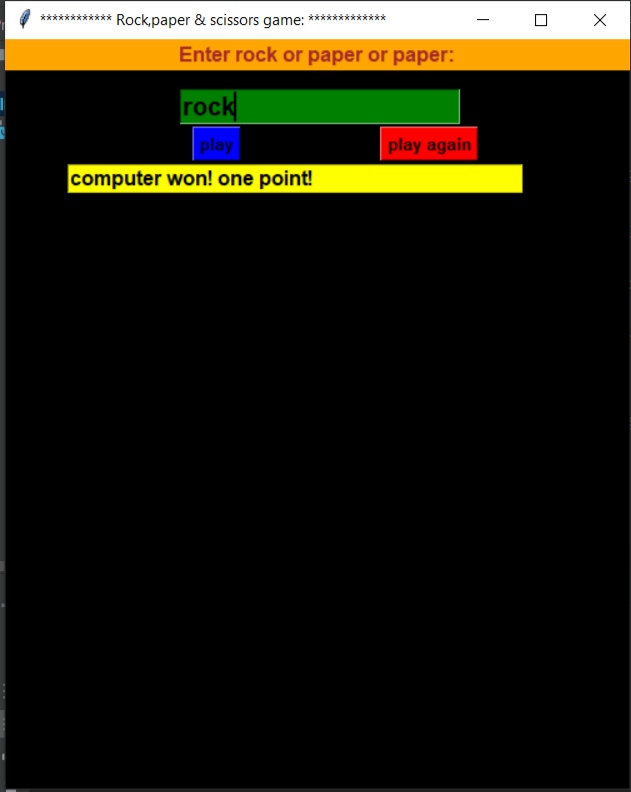 ************ Rock,paper & scissors game: *************
Enter rock or paper or paper:
rock
play play again
computer won! one point!